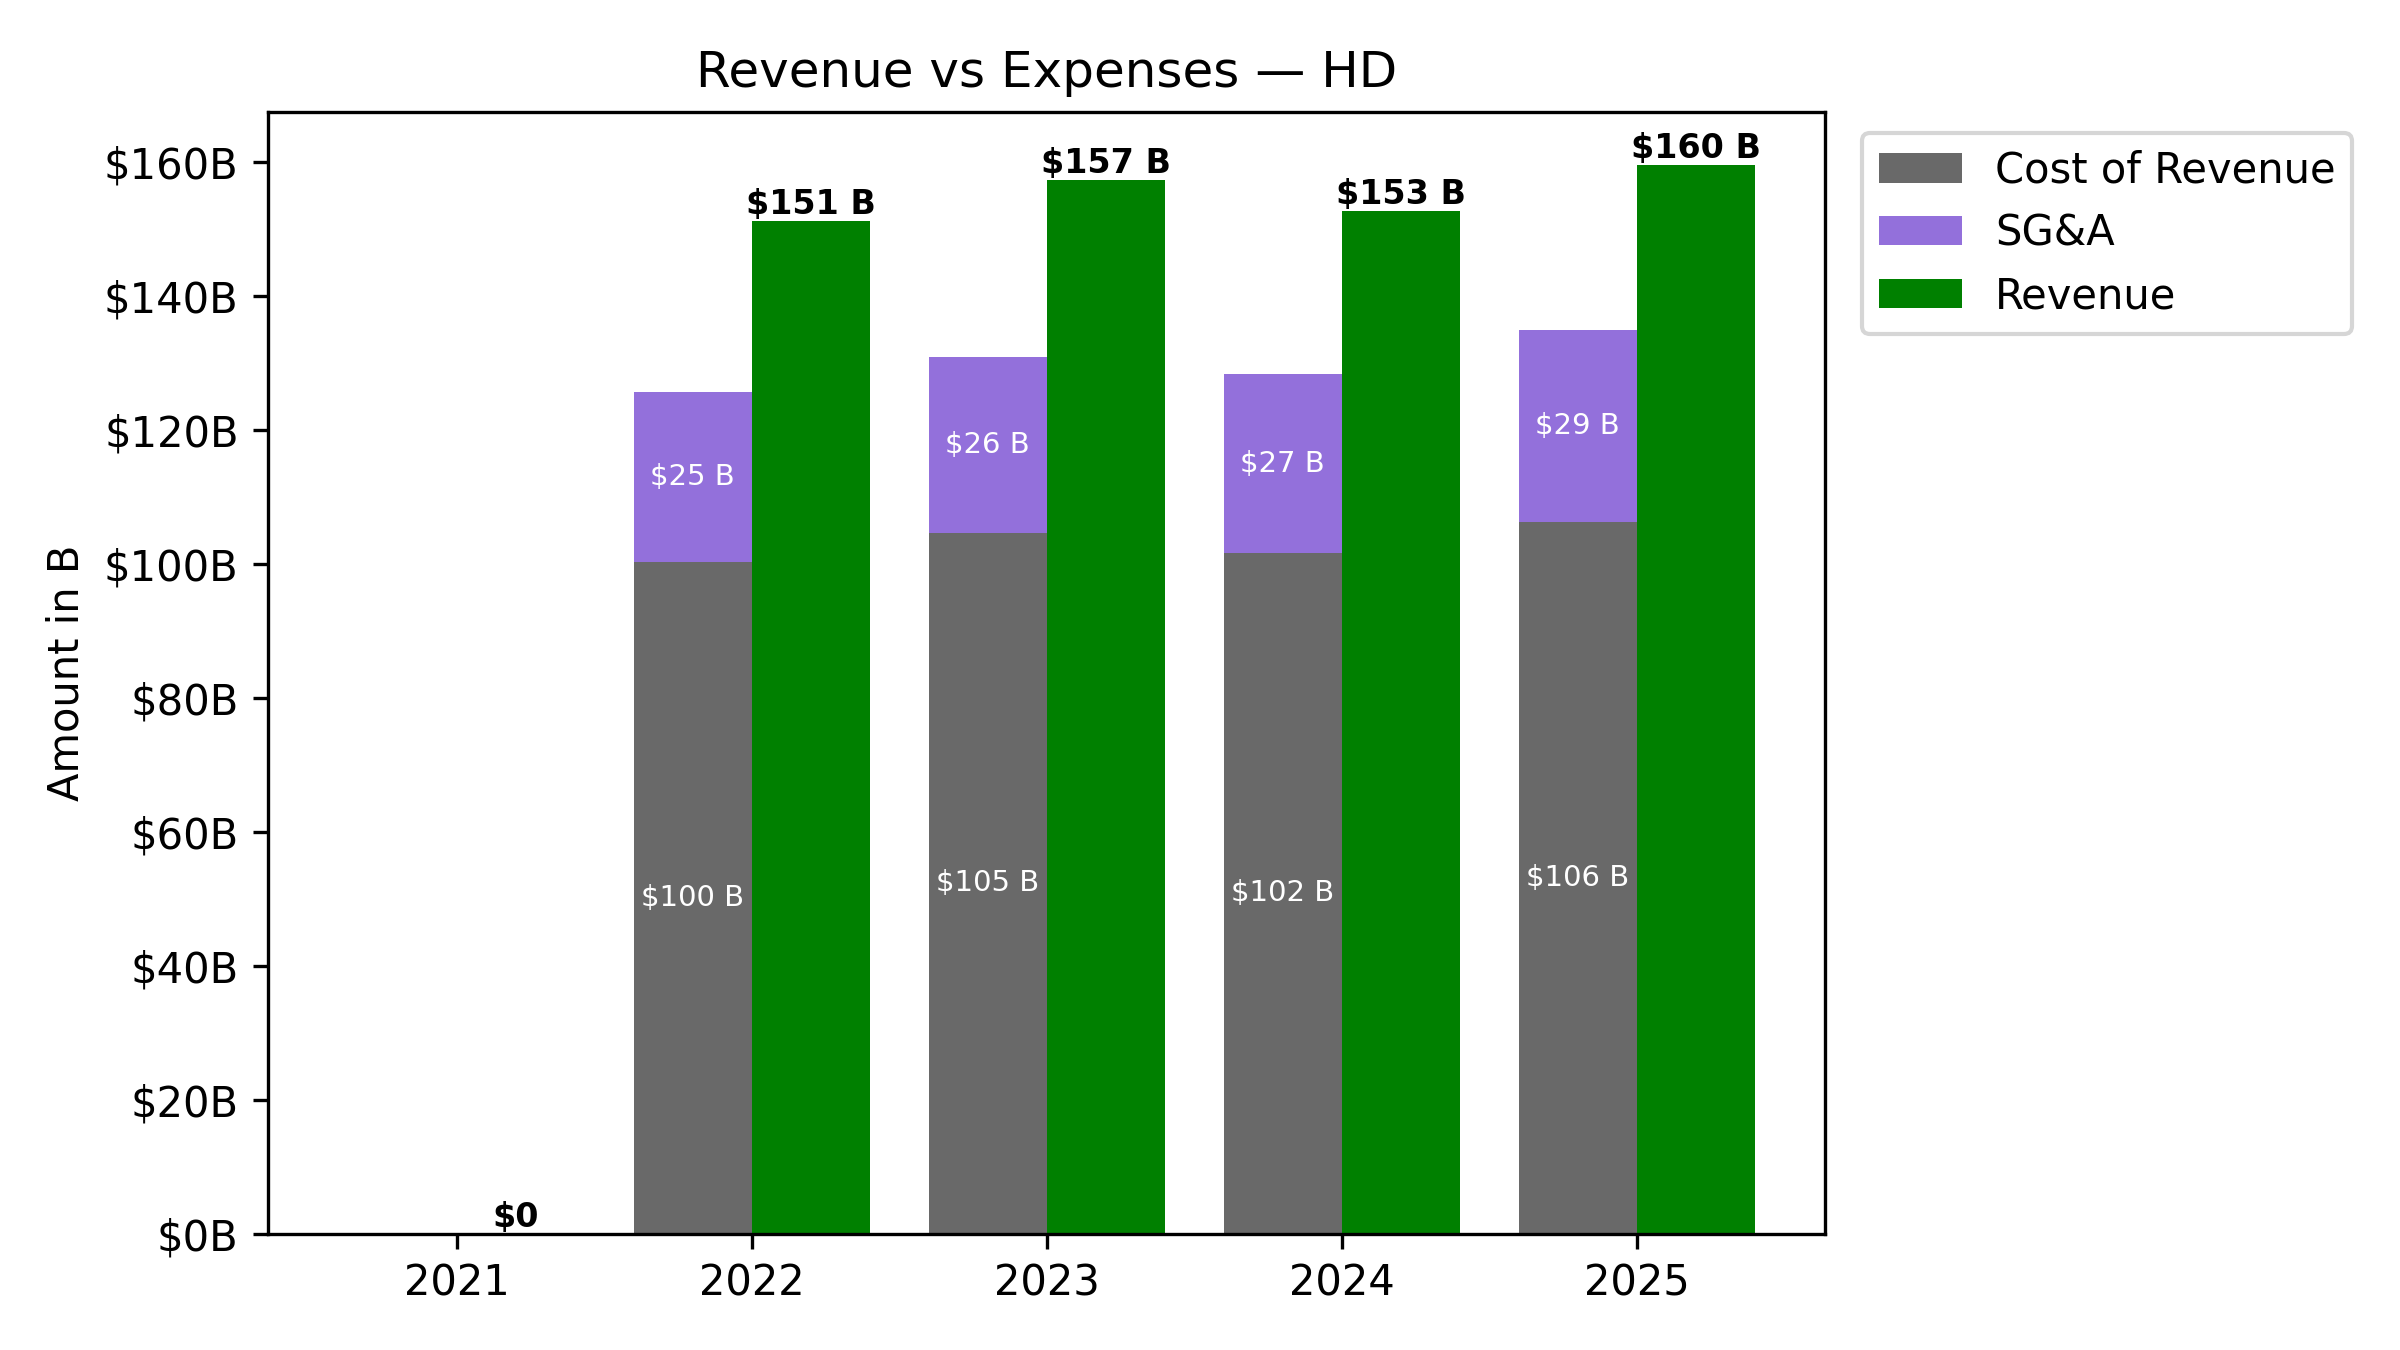 Revenue vs Expenses — HD
Amount in B
$160B
$140B
$120B
$100B
$80B
$60B
$40B
$20B
$0B
$0
$151 B
$25 B
$100 B
$157 B
$26 B
$105 B
$153 B
$27 B
$102 B
$160 B
$29 B
$106 B
2021
2022
2023
2024
2025
Cost of Revenue
SG&A
Revenue